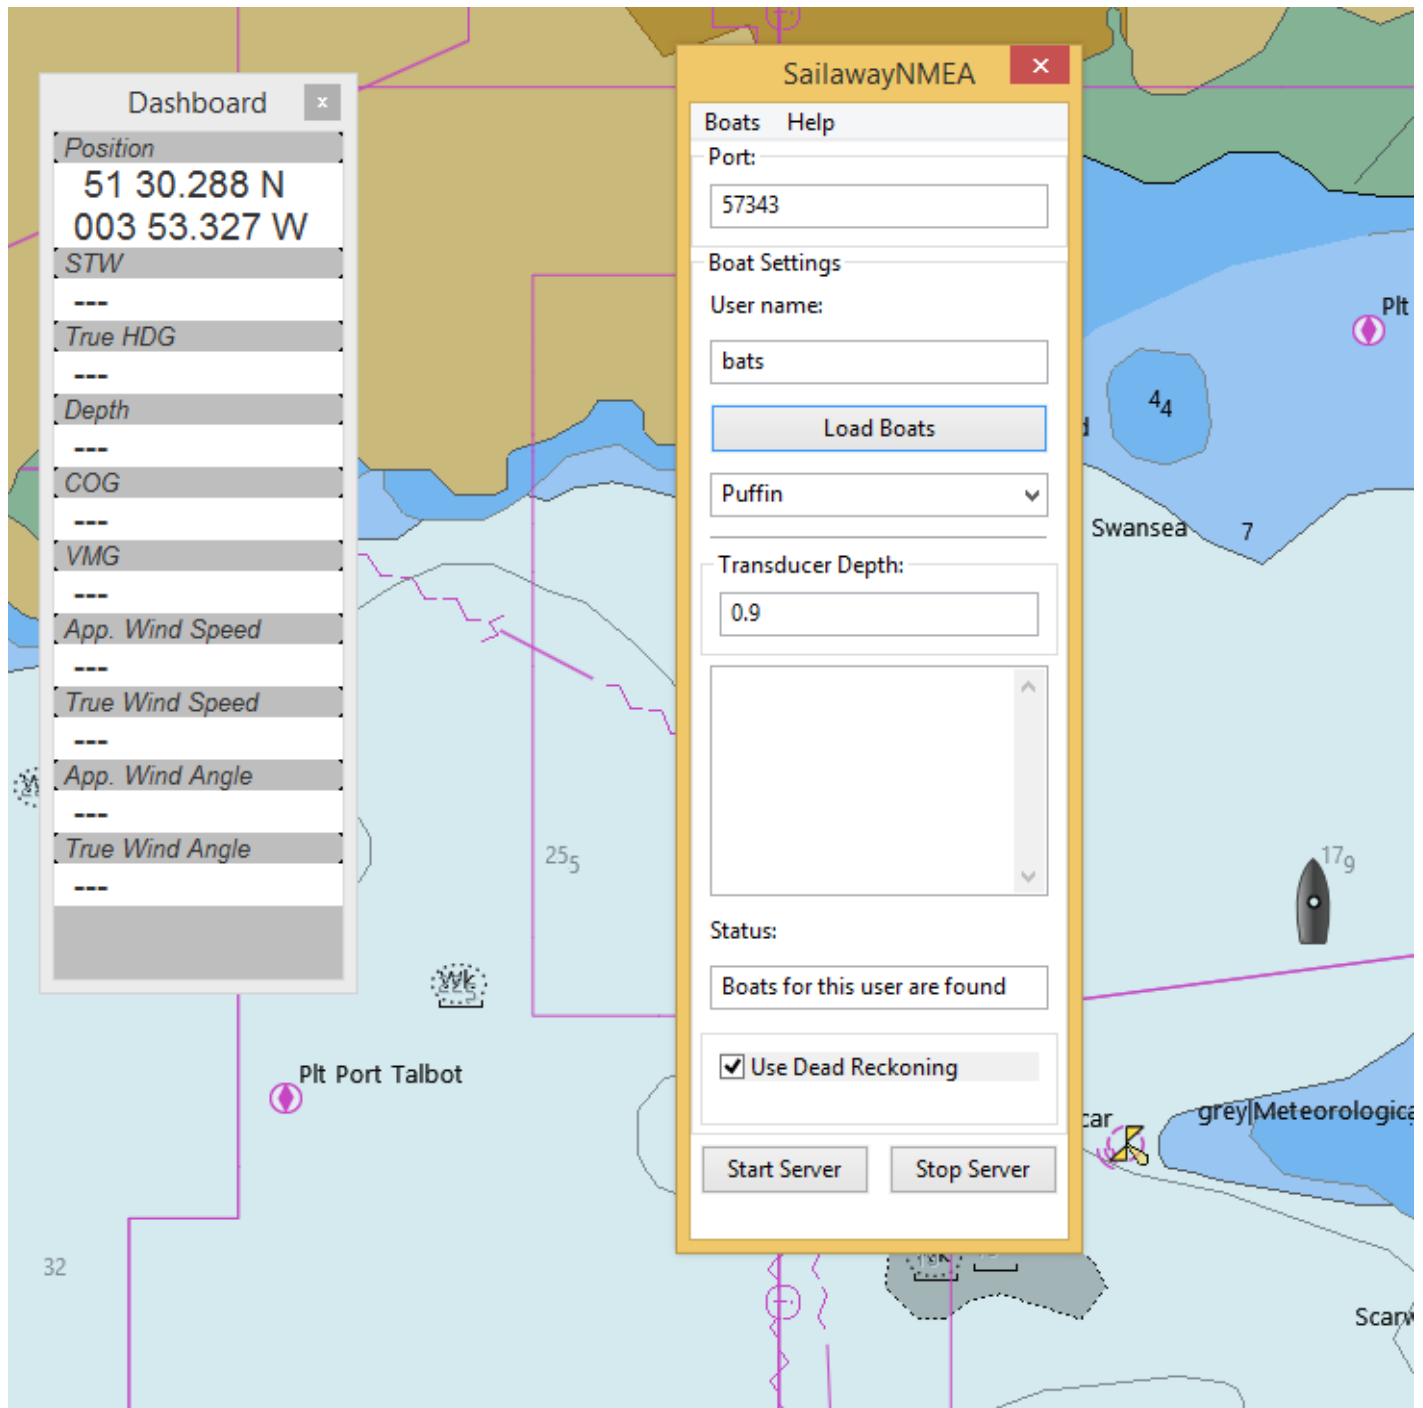 Dashboard
x
Position
51 30.288 N
003 53.327 W
STW
---
True HDG
---
Depth
---
COG
---
VMG
---
App. Wind Speed
---
True Wind Speed
---
App. Wind Angle
---
True Wind Angle
---
SailawayNMEA
Boats Help
Port:
57343
Boat Settings
User name:
bats
Load Boats
Puffin
Transducer Depth:
0.9
Status:
Boats for this user are found
Use Dead Reckoning
Start Server Stop Server
Plt
44
Swansea
7
255
179
Wk
Plt Port Talbot
grey Meteorologica
32